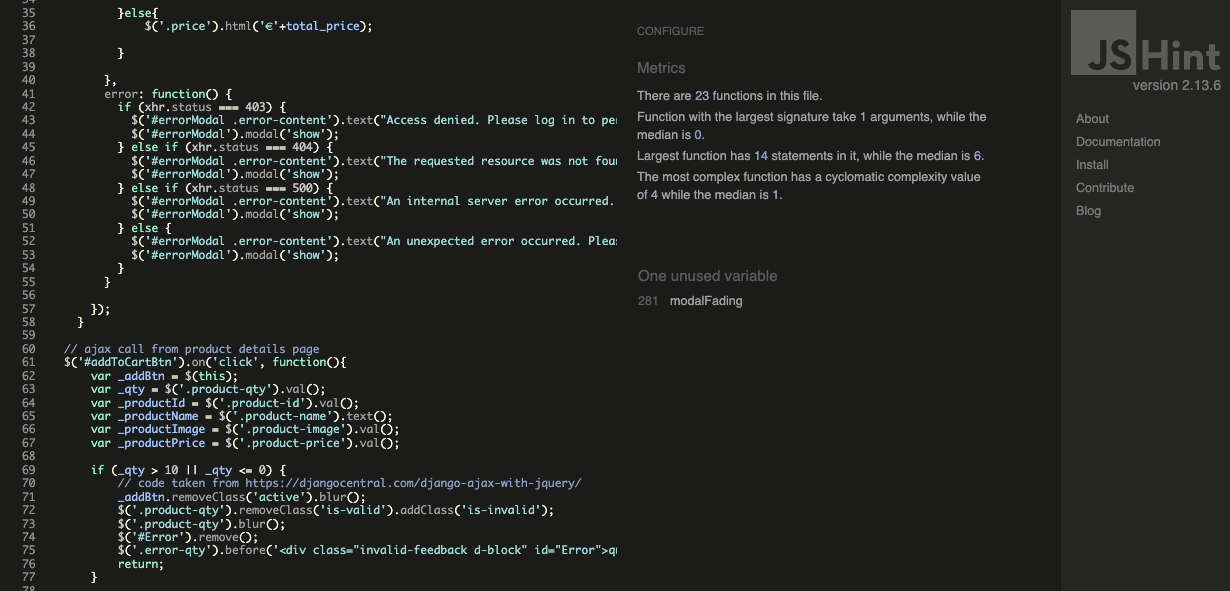 35 }else{
36 $('.price').html('€'+total_price);
37
38 }
39
40 },
41 error: function() {
42 if (xhr.status === 403) {
43 $('#errorModal .error-content').text("Access denied. Please log in to
44 $('#errorModal').modal('show');
45 } else if (xhr.status === 404) {
46 $('#errorModal .error-content').text("The requested resource was not
47 $('#errorModal').modal('show');
48 } else if (xhr.status === 500) {
49 $('#errorModal .error-content').text("An internal server error occurred.
50 $('#errorModal').modal('show');
51 } else {
52 $('#errorModal .error-content').text("An unexpected error occurred.
53 $('#errorModal').modal('show');
54 }
55 }
56
57 });
58 }
59
60 // ajax call from product details page
61 $('#addToCartBtn').on('click', function(){
62 var _addBtn = $(this);
63 var _qty = $('.product-qty').val();
64 var _productId = $('.product-id').val();
65 var _productName = $('.product-name').text();
66 var _productImage = $('.product-image').val();
67 var _productPrice = $('.product-price').val();
68
69 if (_qty > 10 || _qty <= 0) {
70 // code taken from https://djangocentral.com/django-ajax-with-jquery/
71 _addBtn.removeClass('active').blur();
72 $('.product-qty').removeClass('is-valid').addClass('is-invalid');
73 $('.product-qty').blur();
74 $('#Error').remove();
75 $('.error-qty').before('<div class="invalid-feedback d-block" id="Error">
76 return;
77 }
CONFIGURE
Metrics
There are 23 functions in this file.
Function with the largest signature take 1 arguments, while the
median is 0.
Largest function has 14 statements in it, while the median is 6.
The most complex function has a cyclomatic complexity value
of 4 while the median is 1.
One unused variable
281 modalFading
JSHint
version 2.13.6
About
Documentation
Install
Contribute
Blog